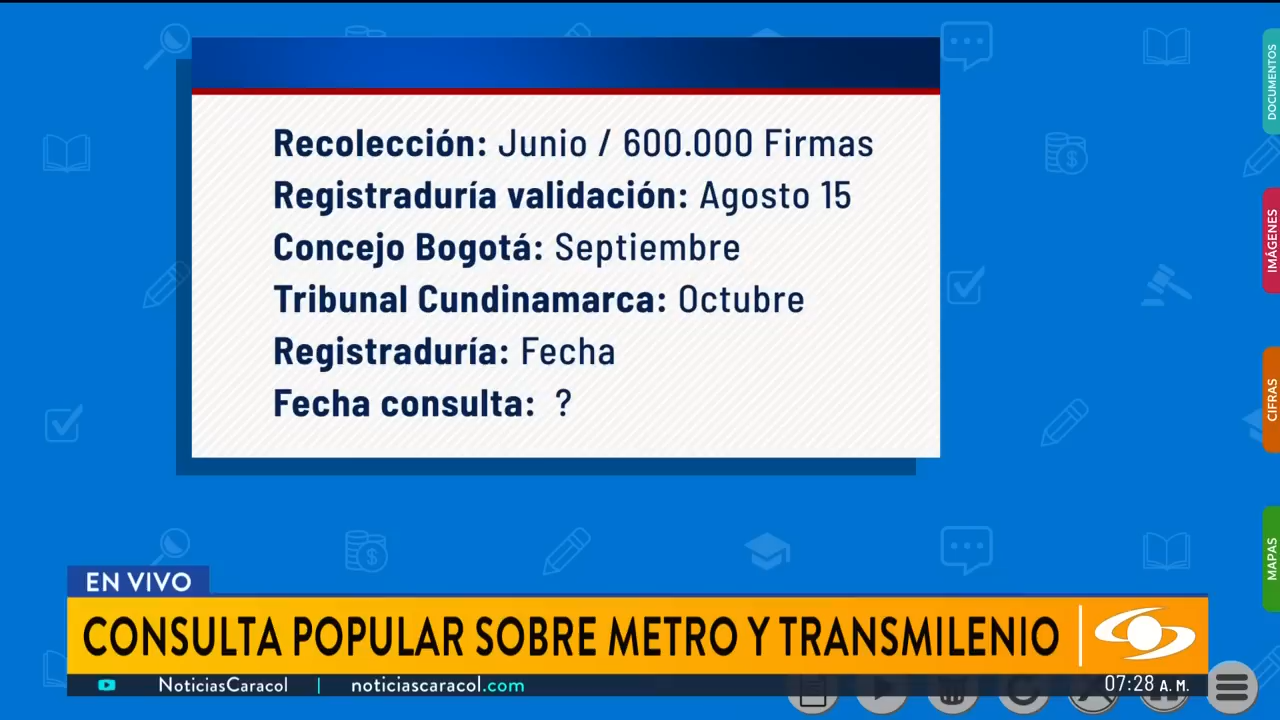 Recolección: Junio / 600.000 Firmas
Registraduría validación: Agosto 15
Concejo Bogotá: Septiembre
Tribunal Cundinamarca: Octubre
Registraduría: Fecha
Fecha consulta: ?
DOCUMENTOS
IMÁGENES
CIFRAS
MAPAS
EN VIVO
CONSULTA POPULAR SOBRE METRO Y TRANSMILENIO
NoticiasCaracol | noticiascaracol.com 07:28 A. M.